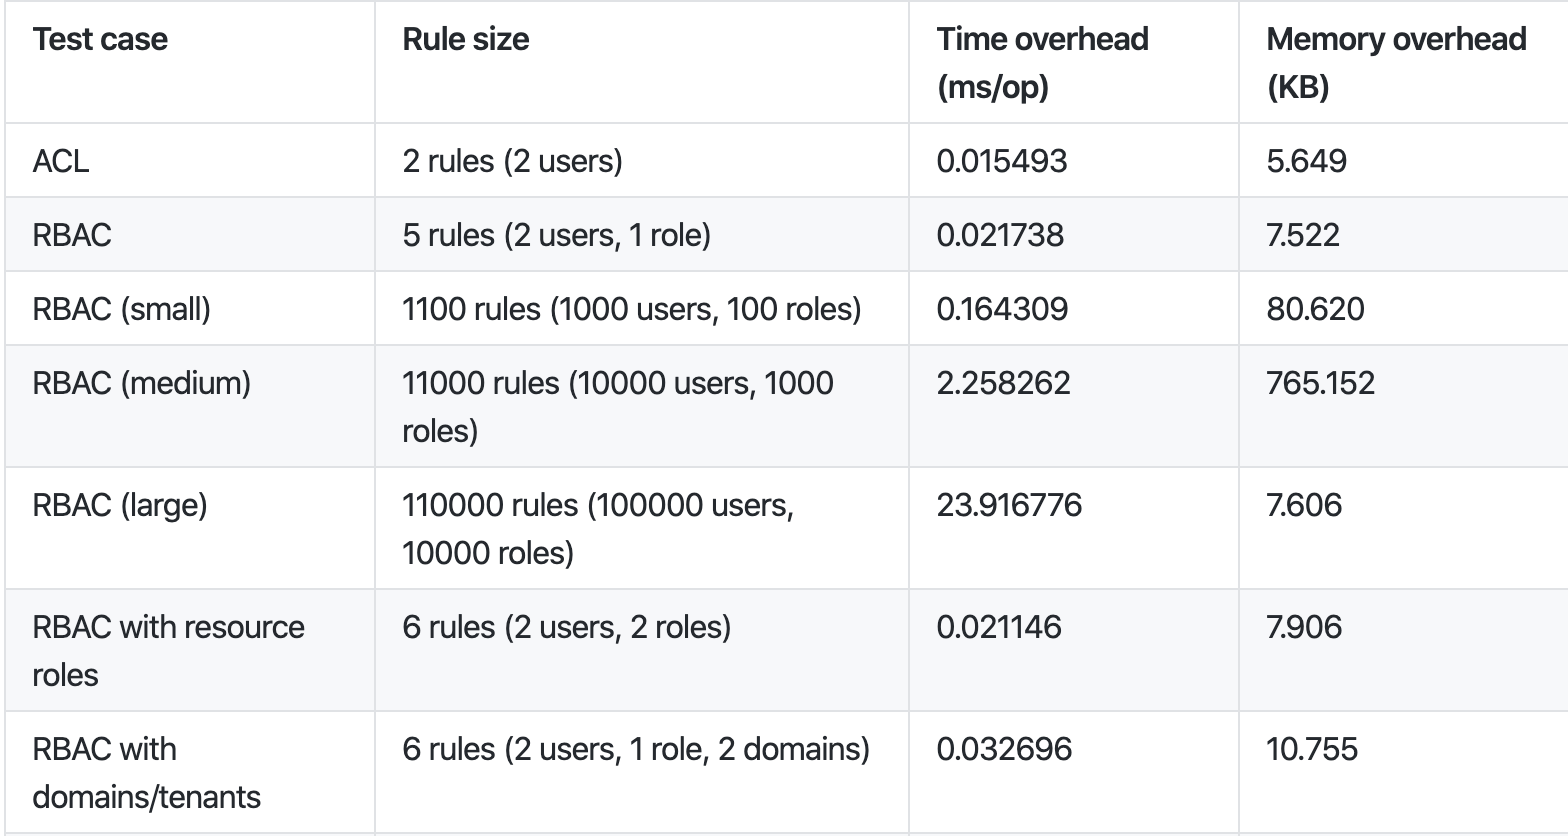 Test case Rule size Time overhead Memory overhead
(ms/op) (KB)
ACL 2 rules (2 users) 0.015493 5.649
RBAC 5 rules (2 users, 1 role) 0.021738 7.522
RBAC (small) 1100 rules (1000 users, 100 roles) 0.164309 80.620
RBAC (medium) 11000 rules (10000 users, 1000 2.258262 765.152
roles)
RBAC (large) 110000 rules (100000 users, 23.916776 7.606
10000 roles)
RBAC with resource 6 rules (2 users, 2 roles) 0.021146 7.906
roles
RBAC with 6 rules (2 users, 1 role, 2 domains) 0.032696 10.755
domains/tenants